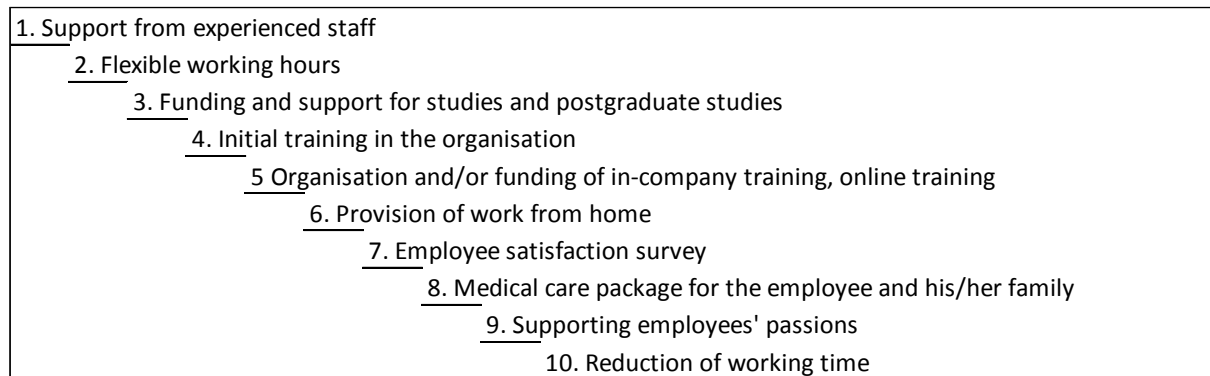 1. Support from experienced staff
2. Flexible working hours
3. Funding and support for studies and postgraduate studies
4. Initial training in the organisation
5 Organisation and/or funding of in-company training, online training
6. Provision of work from home
7. Employee satisfaction survey
8. Medical care package for the employee and his/her family
9. Supporting employees' passions
10. Reduction of working time